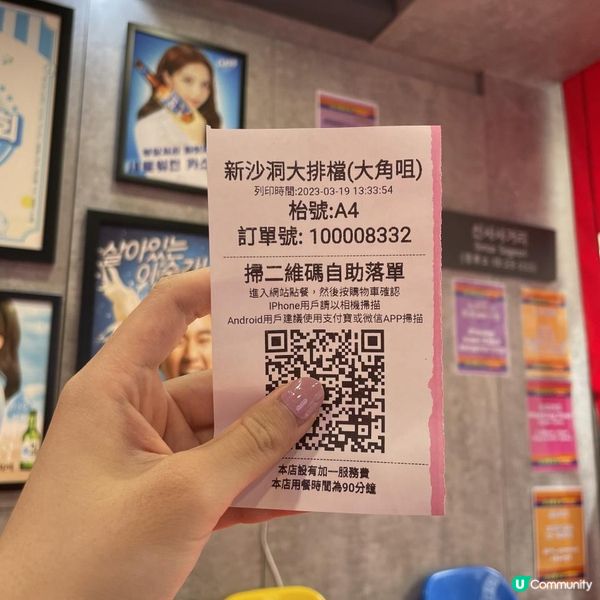 新沙洞大排檔(大角咀)
列印時間:2023-03-19 13:33:54
枱號:A4
訂單號: 100008332
掃二維碼自助落單
進入網站點餐，然後按購物車確認
IPhone用戶請以相機掃描
Android用戶建議使用支付寶或微信APP掃描
本店設有加一服務費
本店用餐時間為90分鐘
살아있는
U Community